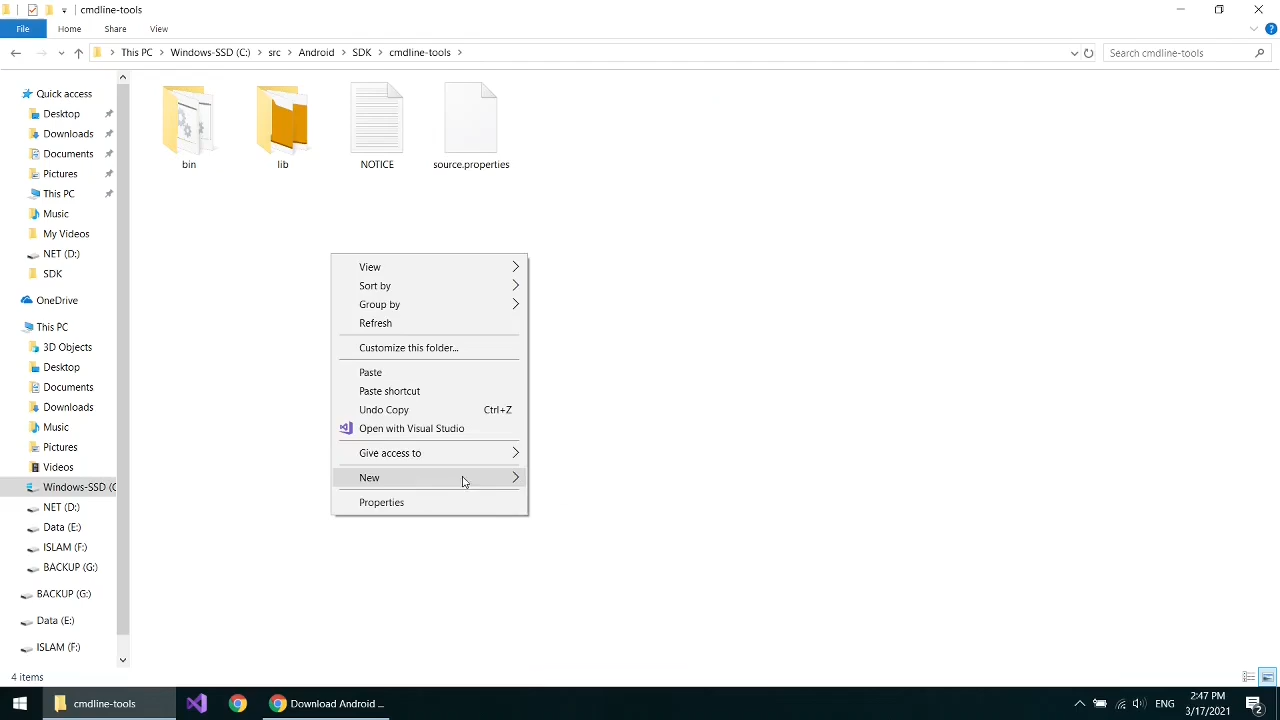 cmdline-tools
File
Home
Share
View
This PC
Windows-SSD (C:)
src
Android
SDK
cmdline-tools
Search cmdline-tools
Quick access
Desktop
Downloads
Documents
Pictures
This PC
Music
My Videos
NET (D:)
SDK
OneDrive
This PC
3D Objects
Desktop
Documents
Downloads
Music
Pictures
Videos
Windows-SSD (C
NET (D:)
Data (E:)
ISLAM (F:)
BACKUP (G:)
BACKUP (G:)
Data (E:)
ISLAM (F:)
bin
lib
NOTICE
source.properties
View
Sort by
Group by
Refresh
Customize this folder...
Paste
Paste shortcut
Undo Copy Ctrl+Z
Open with Visual Studio
Give access to
New
Properties
4 items
cmdline-tools
Download Android ...
ENG
2:47 PM
3/17/2021
2